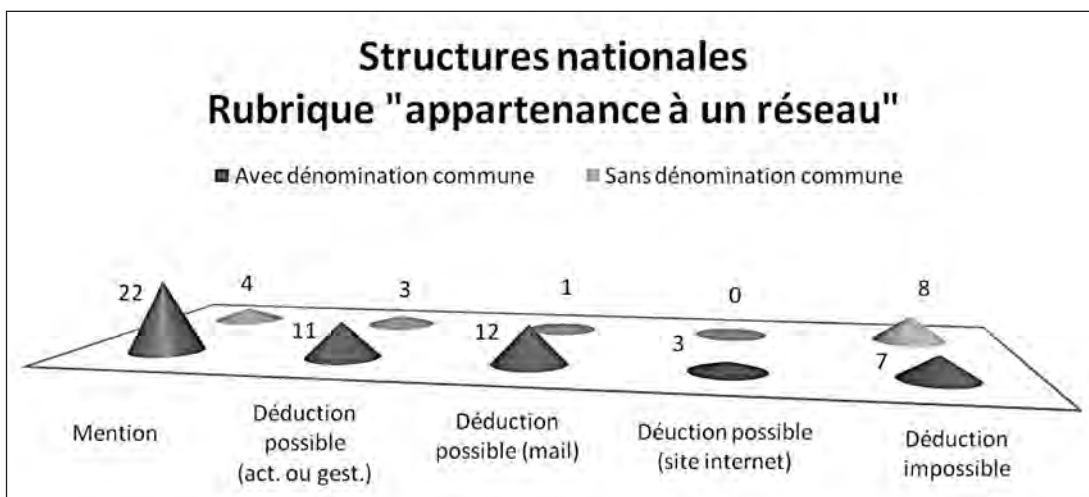 Structures nationales
Rubrique "appartenance à un réseau"
Avec dénomination commune Sans dénomination commune
22 4 11 3 12 1 3 0 7 8
Mention
Déduction
possible
(act. ou gest.)
Déduction
possible (mail)
Déuction possible
(site internet)
Déduction
impossible